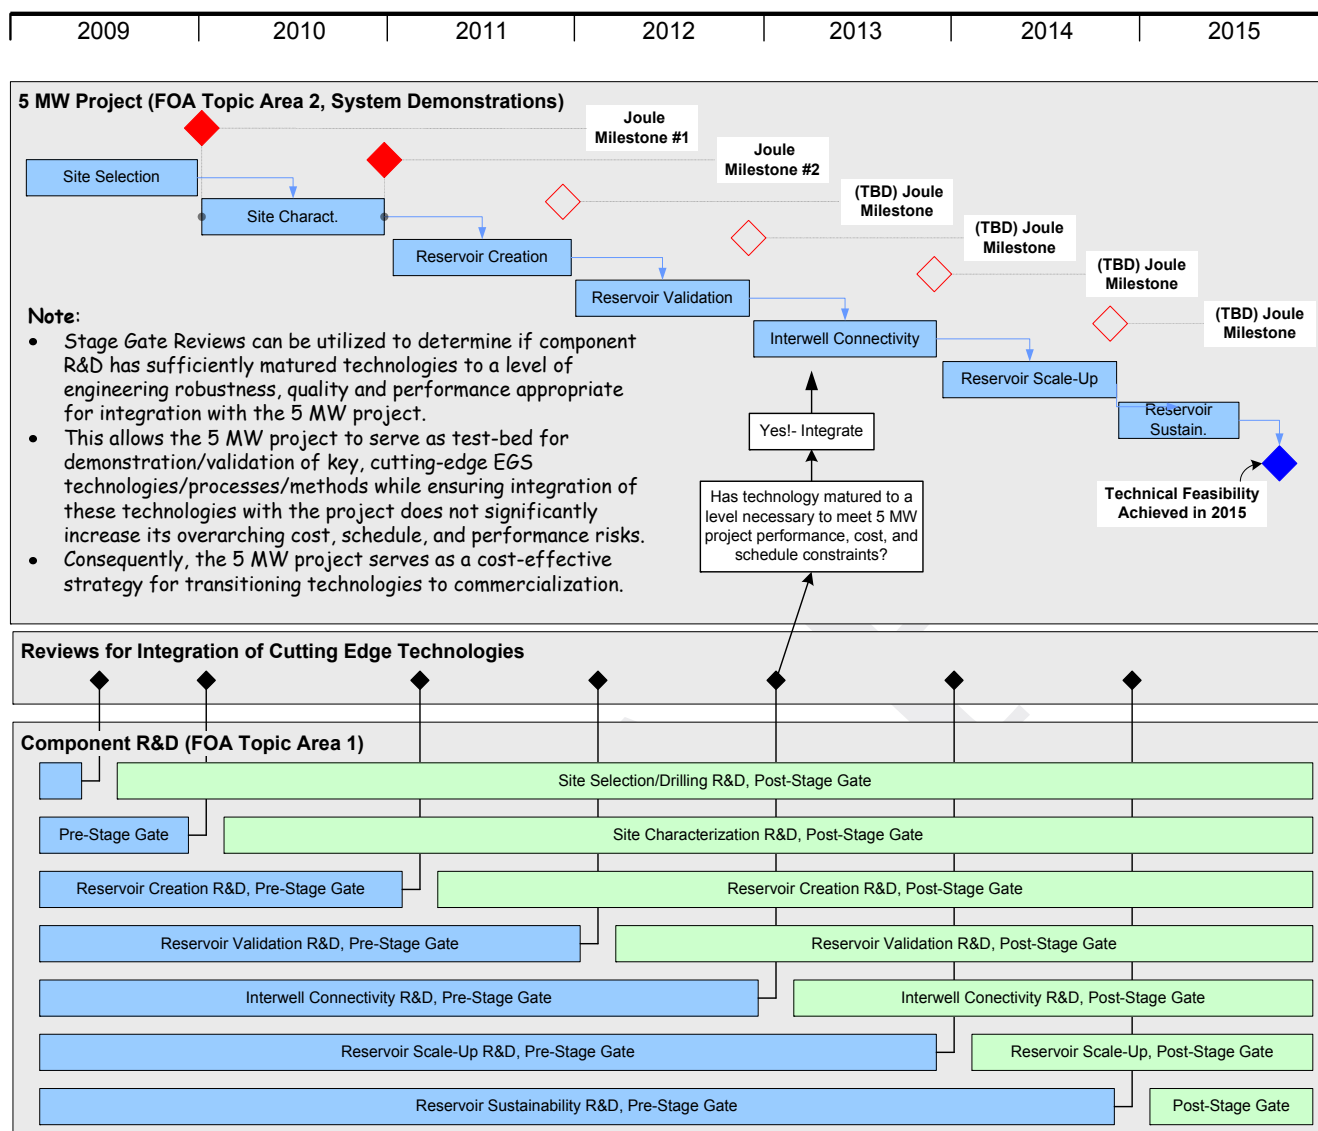 2009 2010 2011 2012 2013 2014 2015
5 MW Project (FOA Topic Area 2, System Demonstrations)
Joule
Milestone #1
Joule
Milestone #2
Site Selection
(TBD) Joule
Milestone
Site Charact.
(TBD) Joule
Milestone
Reservoir Creation
(TBD) Joule
Milestone
Reservoir Validation
(TBD) Joule
Milestone
Interwell Connectivity
Reservoir Scale-Up
Reservoir
Sustain.
Note:
• Stage Gate Reviews can be utilized to determine if component
R&D has sufficiently matured technologies to a level of
engineering robustness, quality and performance appropriate
for integration with the 5 MW project.
• This allows the 5 MW project to serve as test-bed for
demonstration/validation of key, cutting-edge EGS
technologies/processes/methods while ensuring integration of
these technologies with the project does not significantly
increase its overarching cost, schedule, and performance risks.
• Consequently, the 5 MW project serves as a cost-effective
strategy for transitioning technologies to commercialization.
Yes!- Integrate
Has technology matured to a
level necessary to meet 5 MW
project performance, cost, and
schedule constraints?
Technical Feasibility
Achieved in 2015
Reviews for Integration of Cutting Edge Technologies
Component R&D (FOA Topic Area 1)
Site Selection/Drilling R&D, Post-Stage Gate
Pre-Stage Gate
Site Characterization R&D, Post-Stage Gate
Reservoir Creation R&D, Pre-Stage Gate
Reservoir Creation R&D, Post-Stage Gate
Reservoir Validation R&D, Pre-Stage Gate
Reservoir Validation R&D, Post-Stage Gate
Interwell Connectivity R&D, Pre-Stage Gate
Interwell Conectivity R&D, Post-Stage Gate
Reservoir Scale-Up R&D, Pre-Stage Gate
Reservoir Scale-Up, Post-Stage Gate
Reservoir Sustainability R&D, Pre-Stage Gate
Post-Stage Gate